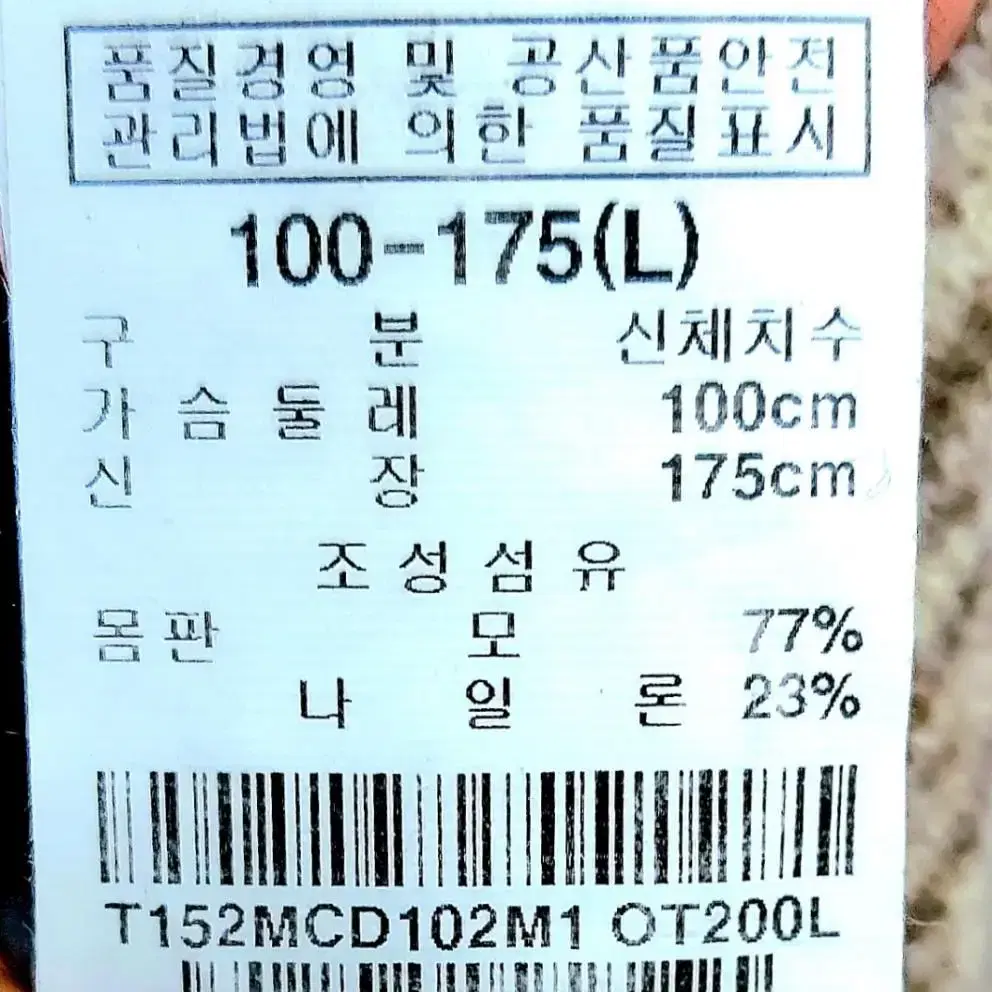 품질경영 및 공산품안전
관리법에 의한 품질표시
100-175(L)
구 분 신체치수
가슴둘레 100cm
신 장 175cm
조성섬유
몸판 모 77%
나일론 23%
T152MCD102M1 OT200L